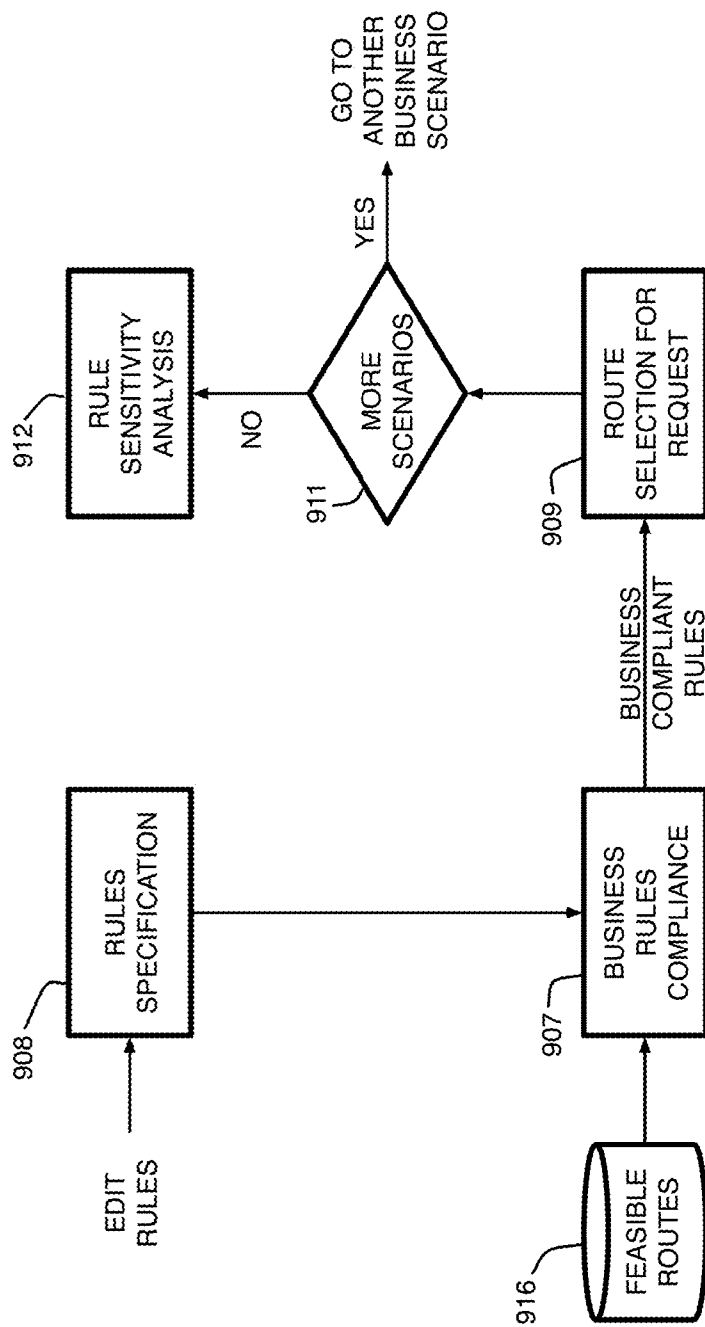 EDIT
RULES
908
RULES
SPECIFICATION
912
RULE
SENSITIVITY
ANALYSIS
NO
911
MORE
SCENARIOS
YES
GO TO
ANOTHER
BUSINESS
SCENARIO
916
FEASIBLE
ROUTES
907
BUSINESS
RULES
COMPLIANCE
BUSINESS
COMPLIANT
RULES
909
ROUTE
SELECTION FOR
REQUEST